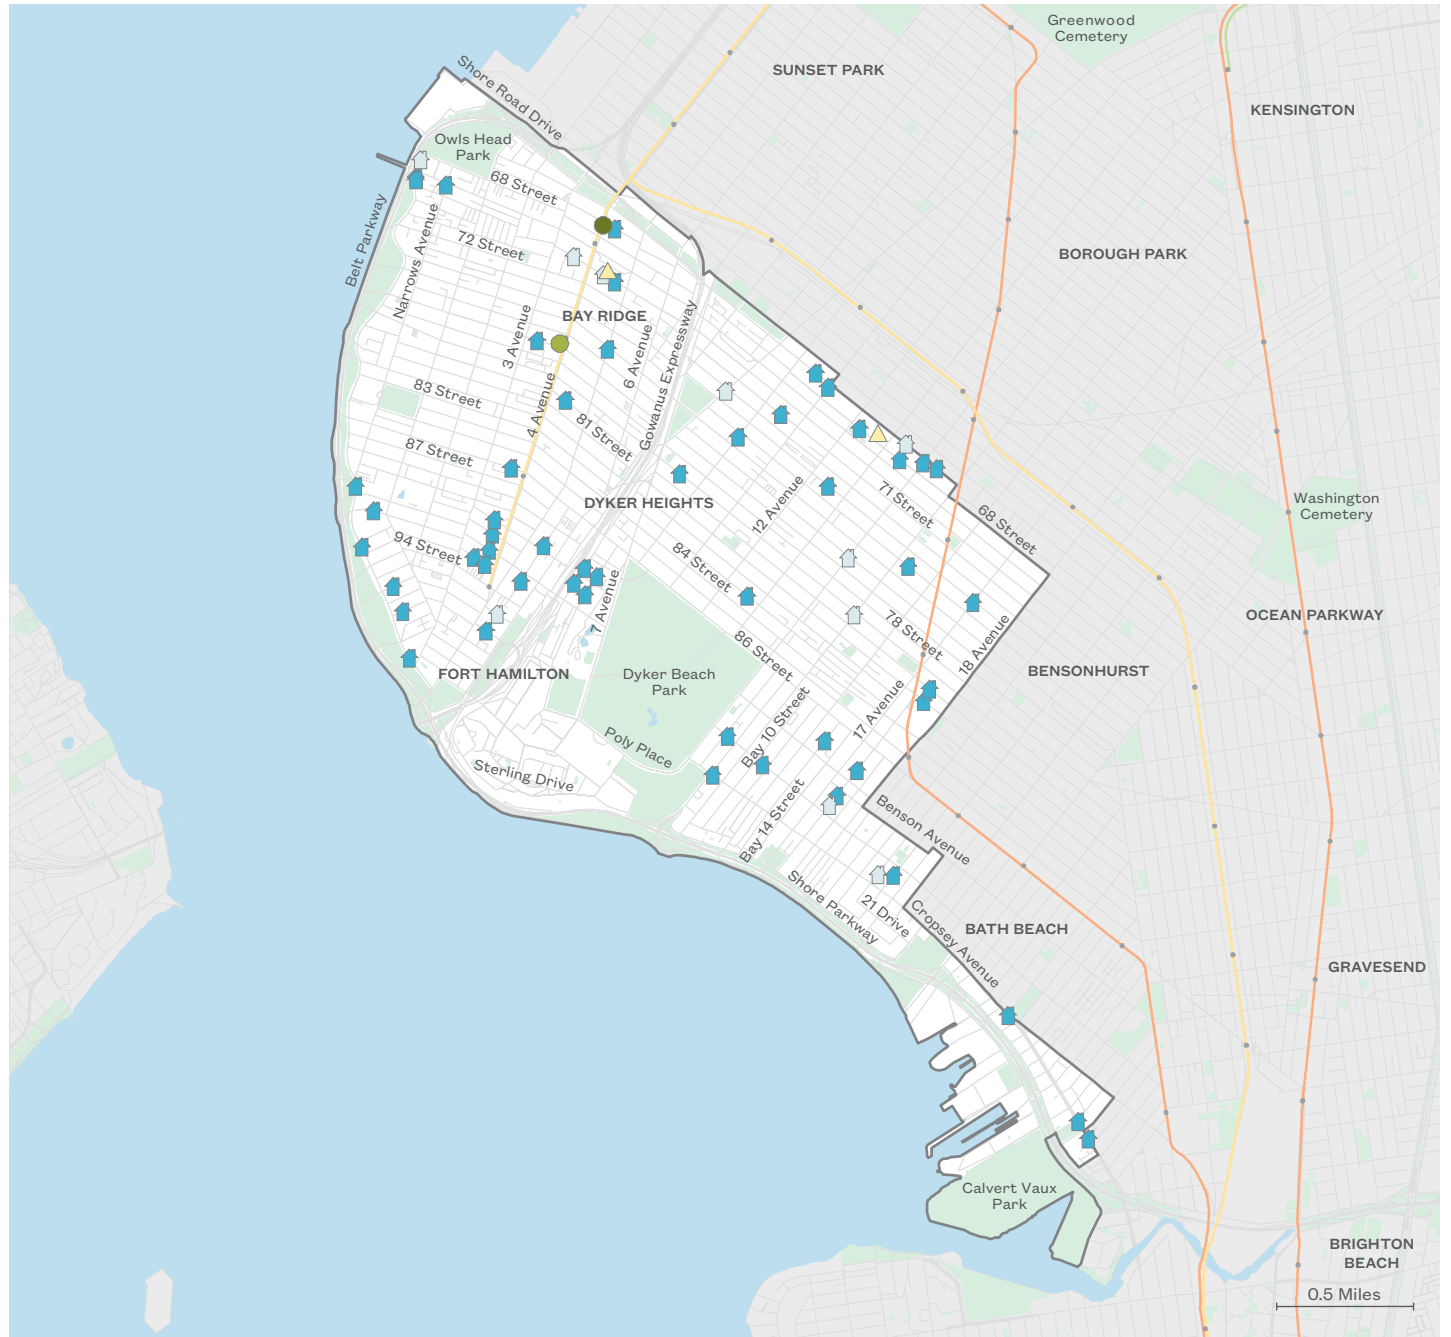 Greenwood
Cemetery
SUNSET PARK
KENSINGTON
Shore Road Drive
Owls Head
Park
68 Street
Belt Parkway
Narrows Avenue
72 Street
BOROUGH PARK
BAY RIDGE
3 Avenue
6 Avenue
Gowanus Expressway
83 Street
4 Avenue
81 Street
87 Street
DYKER HEIGHTS
12 Avenue
71 Street
68 Street
Washington
Cemetery
94 Street
84 Street
7 Avenue
78 Street
18 Avenue
OCEAN PARKWAY
86 Street
FORT HAMILTON
Dyker Beach
Park
BENSONHURST
Bay 10 Street
17 Avenue
Poly Place
Sterling Drive
Bay 14 Street
Benson Avenue
Shore Parkway
21 Drive
Cropsey Avenue
BATH BEACH
GRAVESEND
Calvert Vaux
Park
BRIGHTON
BEACH
0.5 Miles